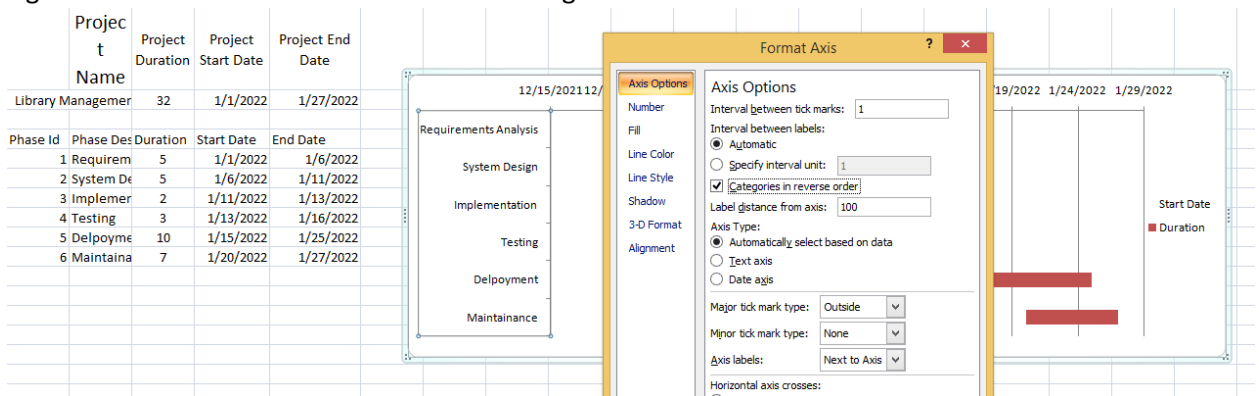 Projec
t
Name
Project
Duration
Project
Start Date
Project End
Date
Library Managemer 32 1/1/2022 1/27/2022
Phase Id Phase Des Duration Start Date End Date
1 Requirem 5 1/1/2022 1/6/2022
2 System De 5 1/6/2022 1/11/2022
3 Implemer 2 1/11/2022 1/13/2022
4 Testing 3 1/13/2022 1/16/2022
5 Delpoyme 10 1/15/2022 1/25/2022
6 Maintaina 7 1/20/2022 1/27/2022
12/15/2021 12/
Requirements Analysis
System Design
Implementation
Testing
Delpoyment
Maintainance
Format Axis ? ×
Axis Options
Number
Fill
Line Color
Line Style
Shadow
3-D Format
Alignment
Axis Options
Interval between tick marks: 1
Interval between labels:
Automatic
Specify interval unit: 1
Categories in reverse order
Label distance from axis: 100
Axis Type:
Automatically select based on data
Text axis
Date axis
Major tick mark type: Outside
Minor tick mark type: None
Axis labels: Next to Axis
Horizontal axis crosses:
/19/2022 1/24/2022 1/29/2022
Start Date
Duration